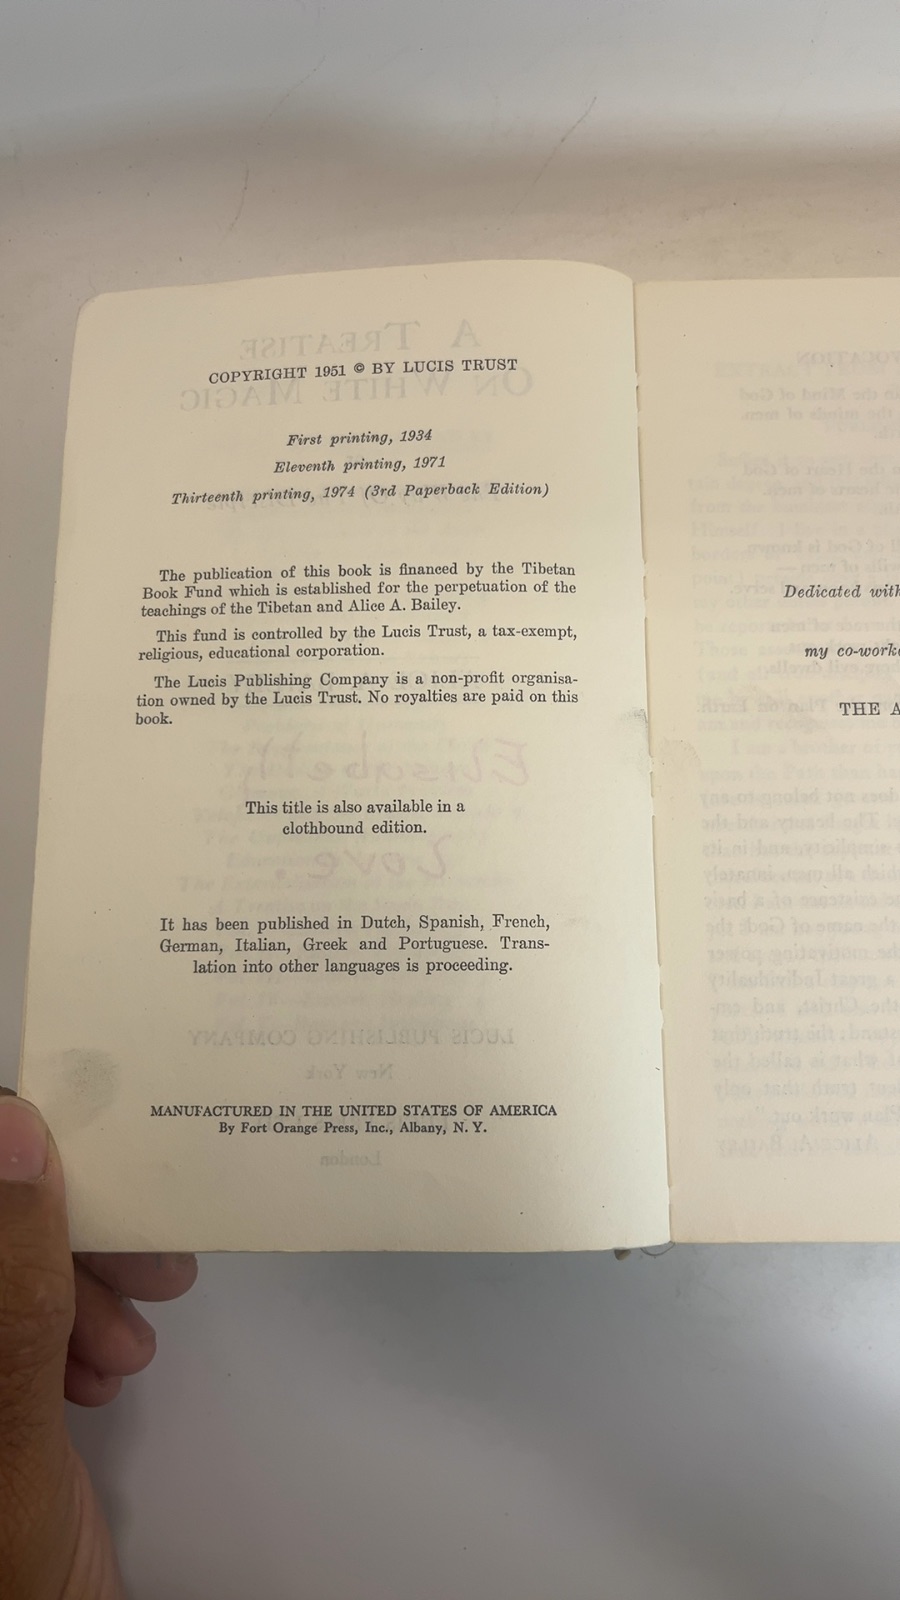 COPYRIGHT 1951 © BY LUCIS TRUST
First printing, 1934
Eleventh printing, 1971
Thirteenth printing, 1974 (3rd Paperback Edition)
The publication of this book is financed by the Tibetan
Book Fund which is established for the perpetuation of the
teachings of the Tibetan and Alice A. Bailey.
This fund is controlled by the Lucis Trust, a tax-exempt,
religious, educational corporation.
The Lucis Publishing Company is a non-profit organisa-
tion owned by the Lucis Trust. No royalties are paid on this
book.
This title is also available in a
clothbound edition.
It has been published in Dutch, Spanish, French,
German, Italian, Greek and Portuguese. Trans-
lation into other languages is proceeding.
MANUFACTURED IN THE UNITED STATES OF AMERICA
By Fort Orange Press, Inc., Albany, N. Y.
Dedicated with
my co-work
THE A